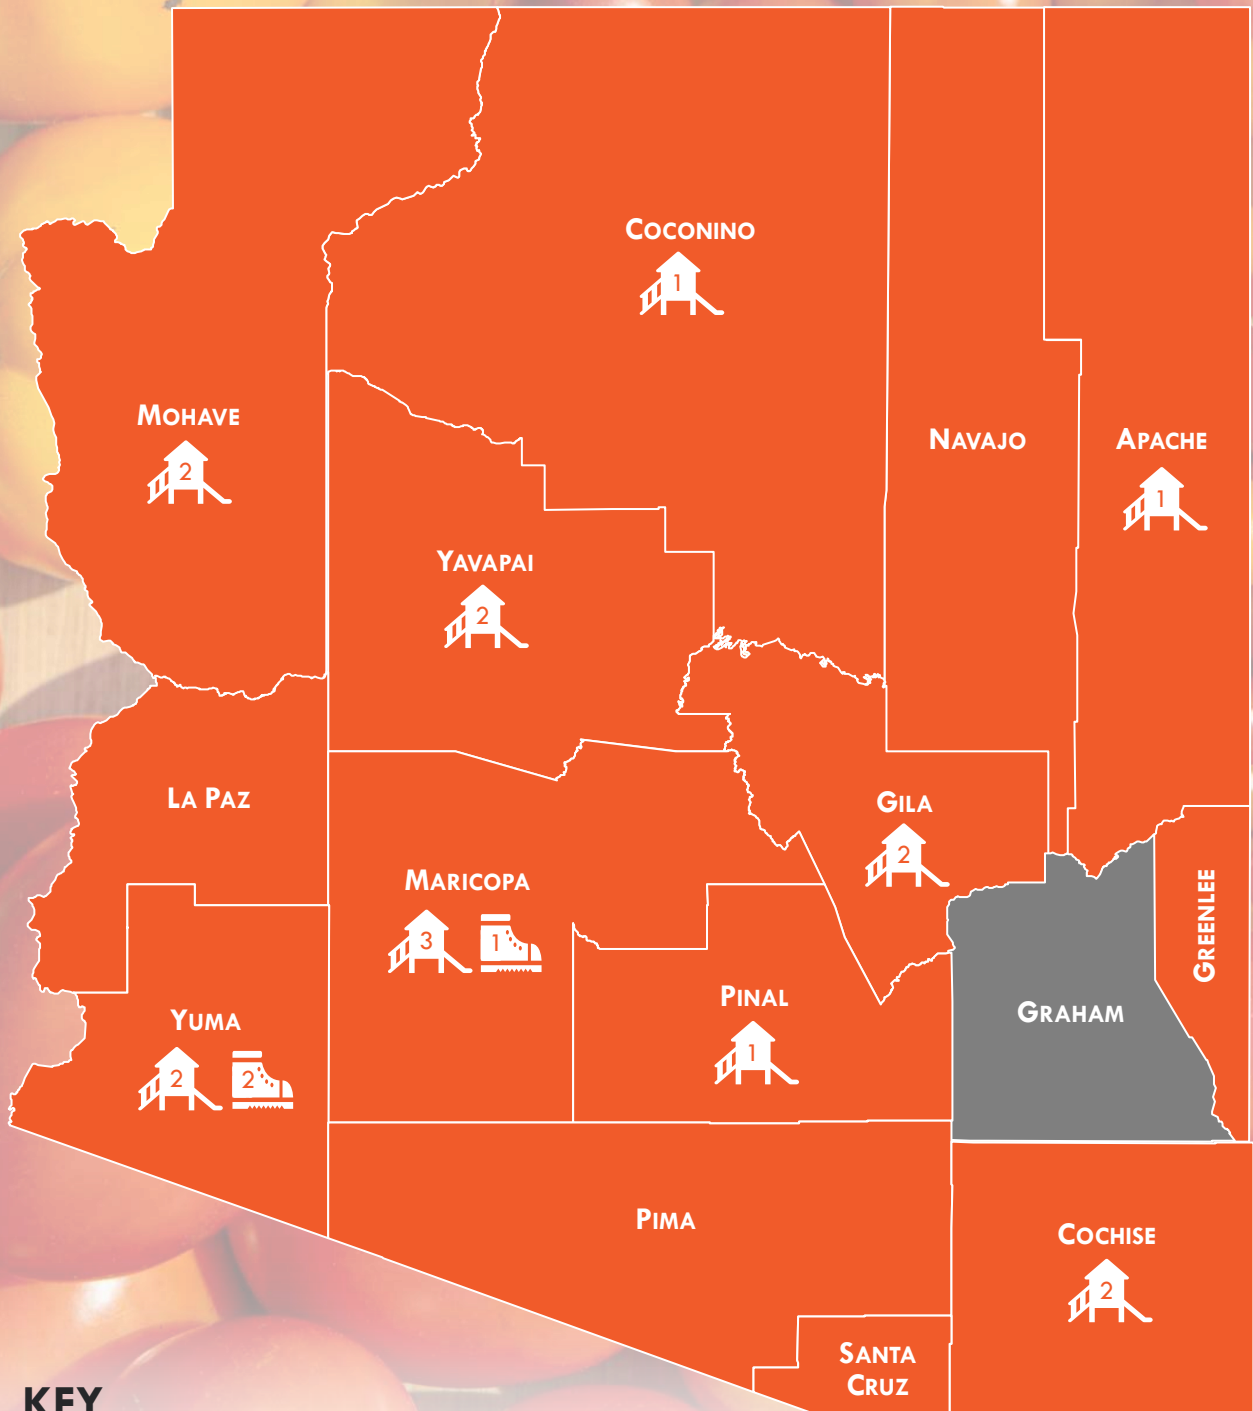 COCONINO
1
MOHAVE
2
NAVAJO
APACHE
1
YAVAPAI
2
LA PAZ
GILA
2
MARICOPA
3
1
GREENLEE
PINAL
1
GRAHAM
YUMA
2
2
PIMA
COCHISE
2
SANTA
CRUZ
KEY